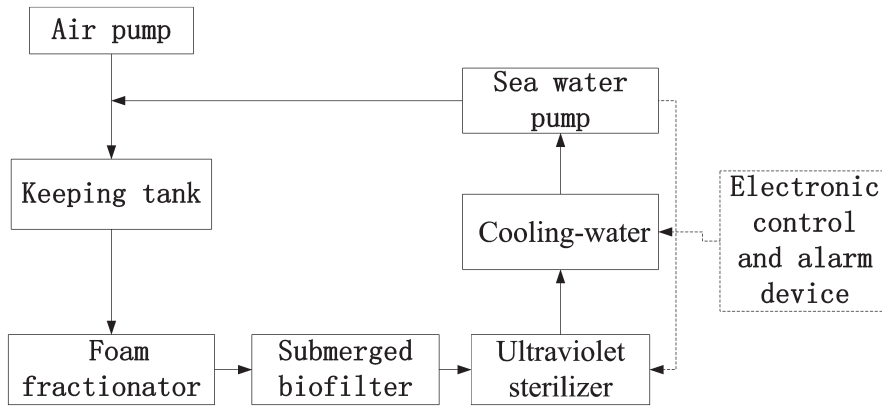 Air pump
Sea water
pump
Keeping tank
Cooling-water
Electronic
control
and alarm
device
Foam
fractionator
Submerged
biofilter
Ultraviolet
sterilizer